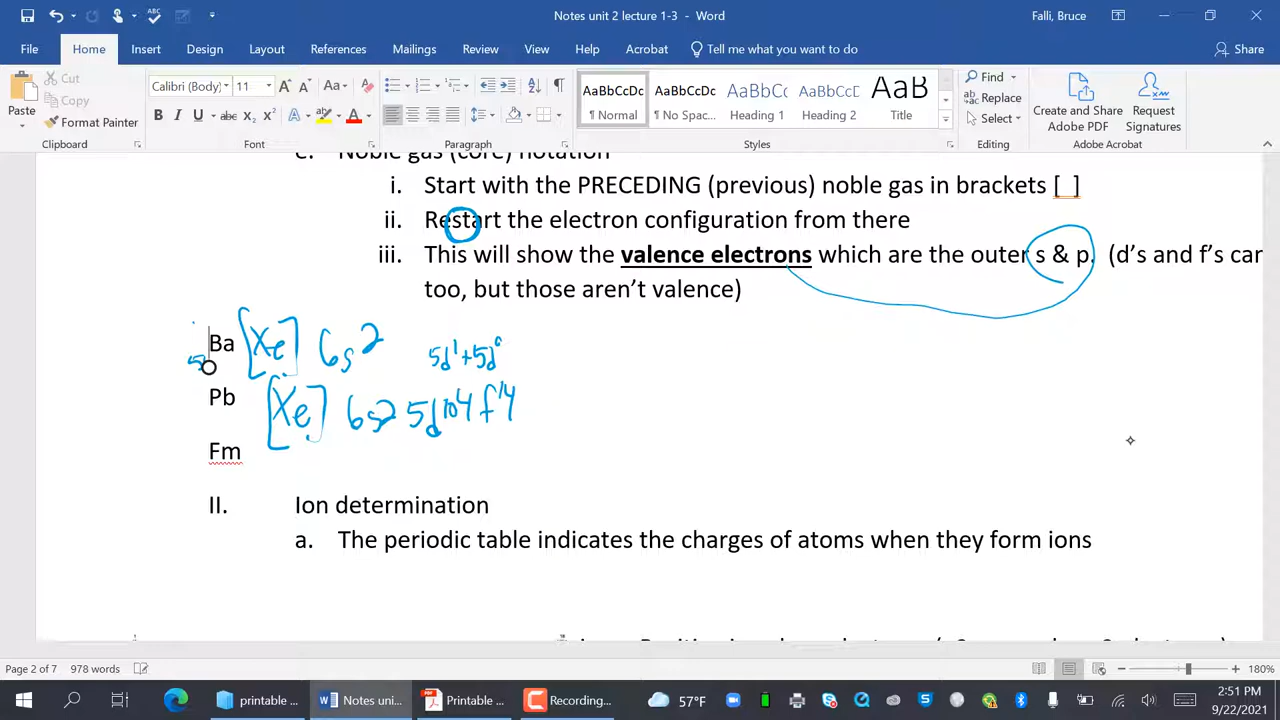 Notes unit 2 lecture 1-3 - Word
Falli, Bruce
File Home Insert Design Layout References Mailings Review View Help Acrobat Tell me what you want to do Share
Paste
Cut
Copy
Format Painter
Clipboard
Calibri (Body) 11
Font
Paragraph
AaBbCcDc AaBbCcDc AaBbCc AaBbCcD AaB
¶ Normal ¶ No Spac... Heading 1 Heading 2 Title
Styles
Find
Replace
Select
Editing
Create and Share Adobe PDF
Request Signatures
Adobe Acrobat
Noble gas (core) notation
i. Start with the PRECEDING (previous) noble gas in brackets [ ]
ii. Restart the electron configuration from there
iii. This will show the valence electrons which are the outer s & p. (d's and f's can
too, but those aren't valence)
Ba [Xe] 6s2
Pb [Xe] 6s2 5d10 4f14
Fm
II. Ion determination
a. The periodic table indicates the charges of atoms when they form ions
Page 2 of 7 978 words 180%
printable ...
Notes uni...
Printable ...
Recording...
57°F
2:51 PM
9/22/2021